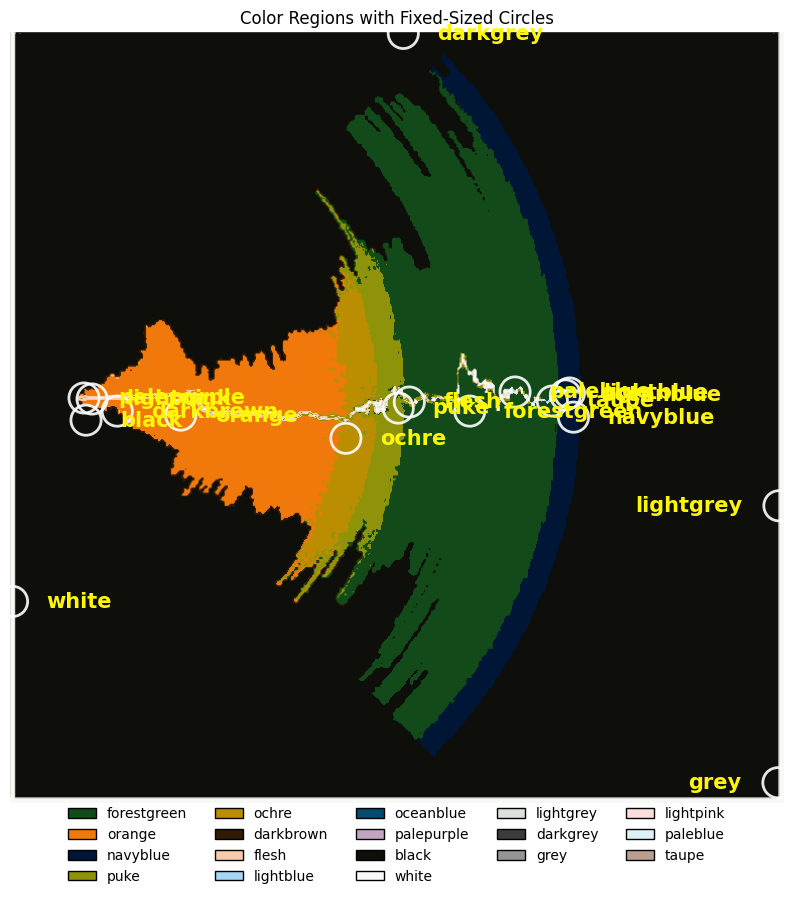 Color Regions with Fixed-Sized Circles
darkgrey
black
darkbrown
orange
ochre
flesh
puke
forestgreen
paleblue
lightblue
taupe
navyblue
lightgrey
white
grey
forestgreen ochre oceanblue lightgrey lightpink
orange darkbrown palepurple darkgrey paleblue
navyblue flesh black grey taupe
puke lightblue white